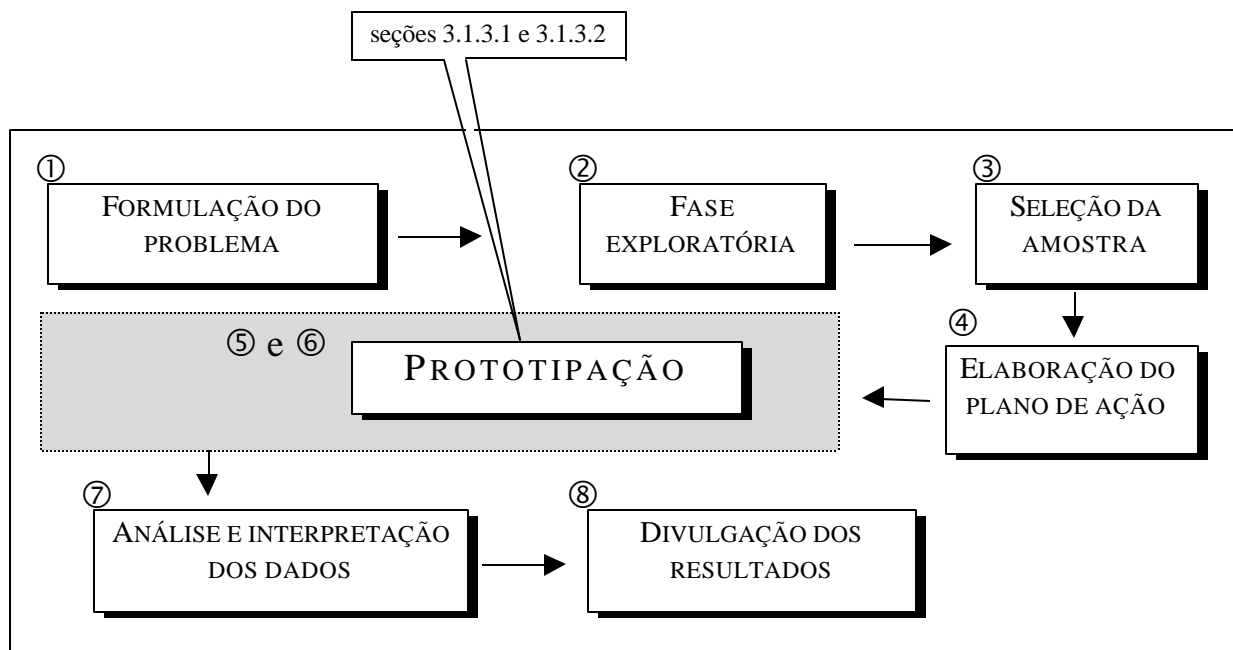 seções 3.1.3.1 e 3.1.3.2
①
FORMULAÇÃO DO
PROBLEMA
②
FASE
EXPLORATÓRIA
③
SELEÇÃO DA
AMOSTRA
④
ELABORAÇÃO DO
PLANO DE AÇÃO
⑤ e ⑥
PROTOTIPAÇÃO
⑦
ANÁLISE E INTERPRETAÇÃO
DOS DADOS
⑧
DIVULGAÇÃO DOS
RESULTADOS